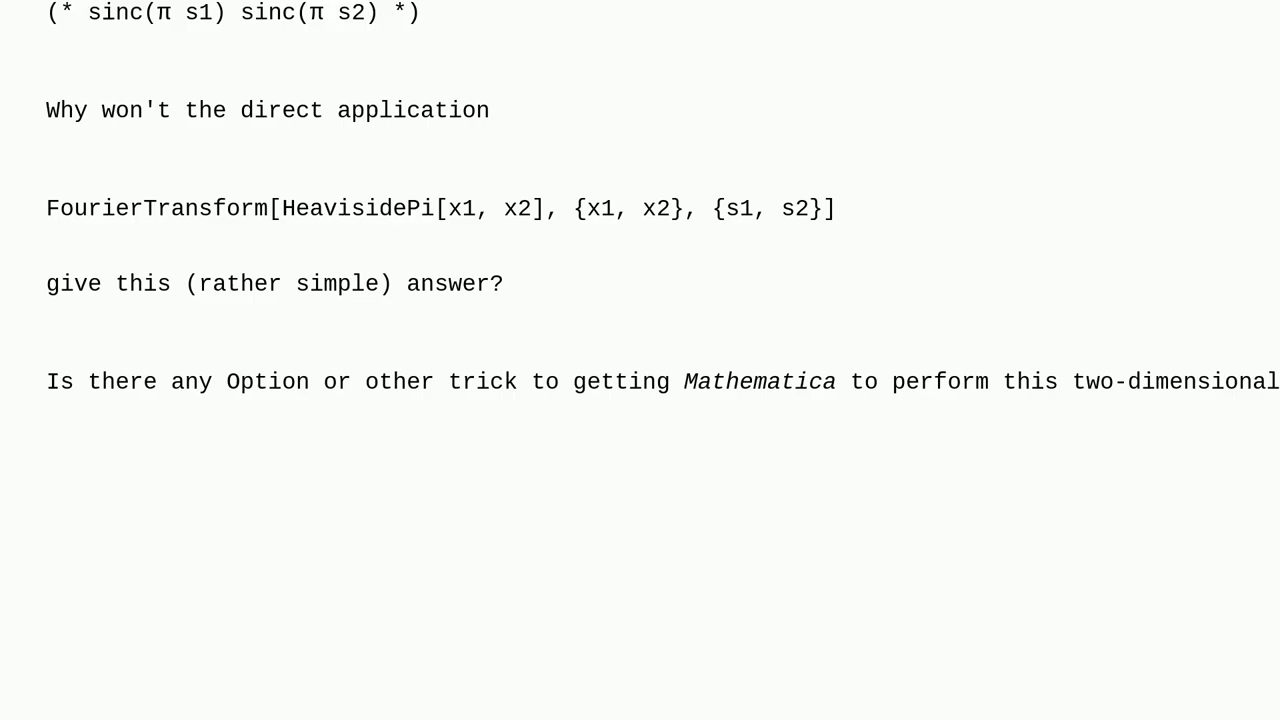 (* sinc(π s1) sinc(π s2) *)
Why won't the direct application
FourierTransform[HeavisidePi[x1, x2], {x1, x2}, {s1, s2}]
give this (rather simple) answer?
Is there any Option or other trick to getting Mathematica to perform this two-dimensional